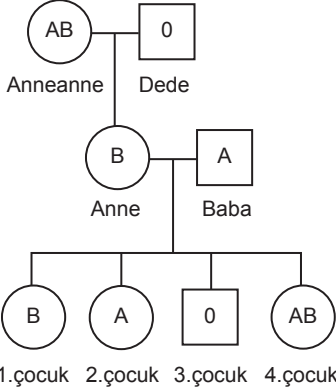 AB 0
Anneanne Dede
B A
Anne Baba
B A 0 AB
1.çocuk 2.çocuk 3.çocuk 4.çocuk